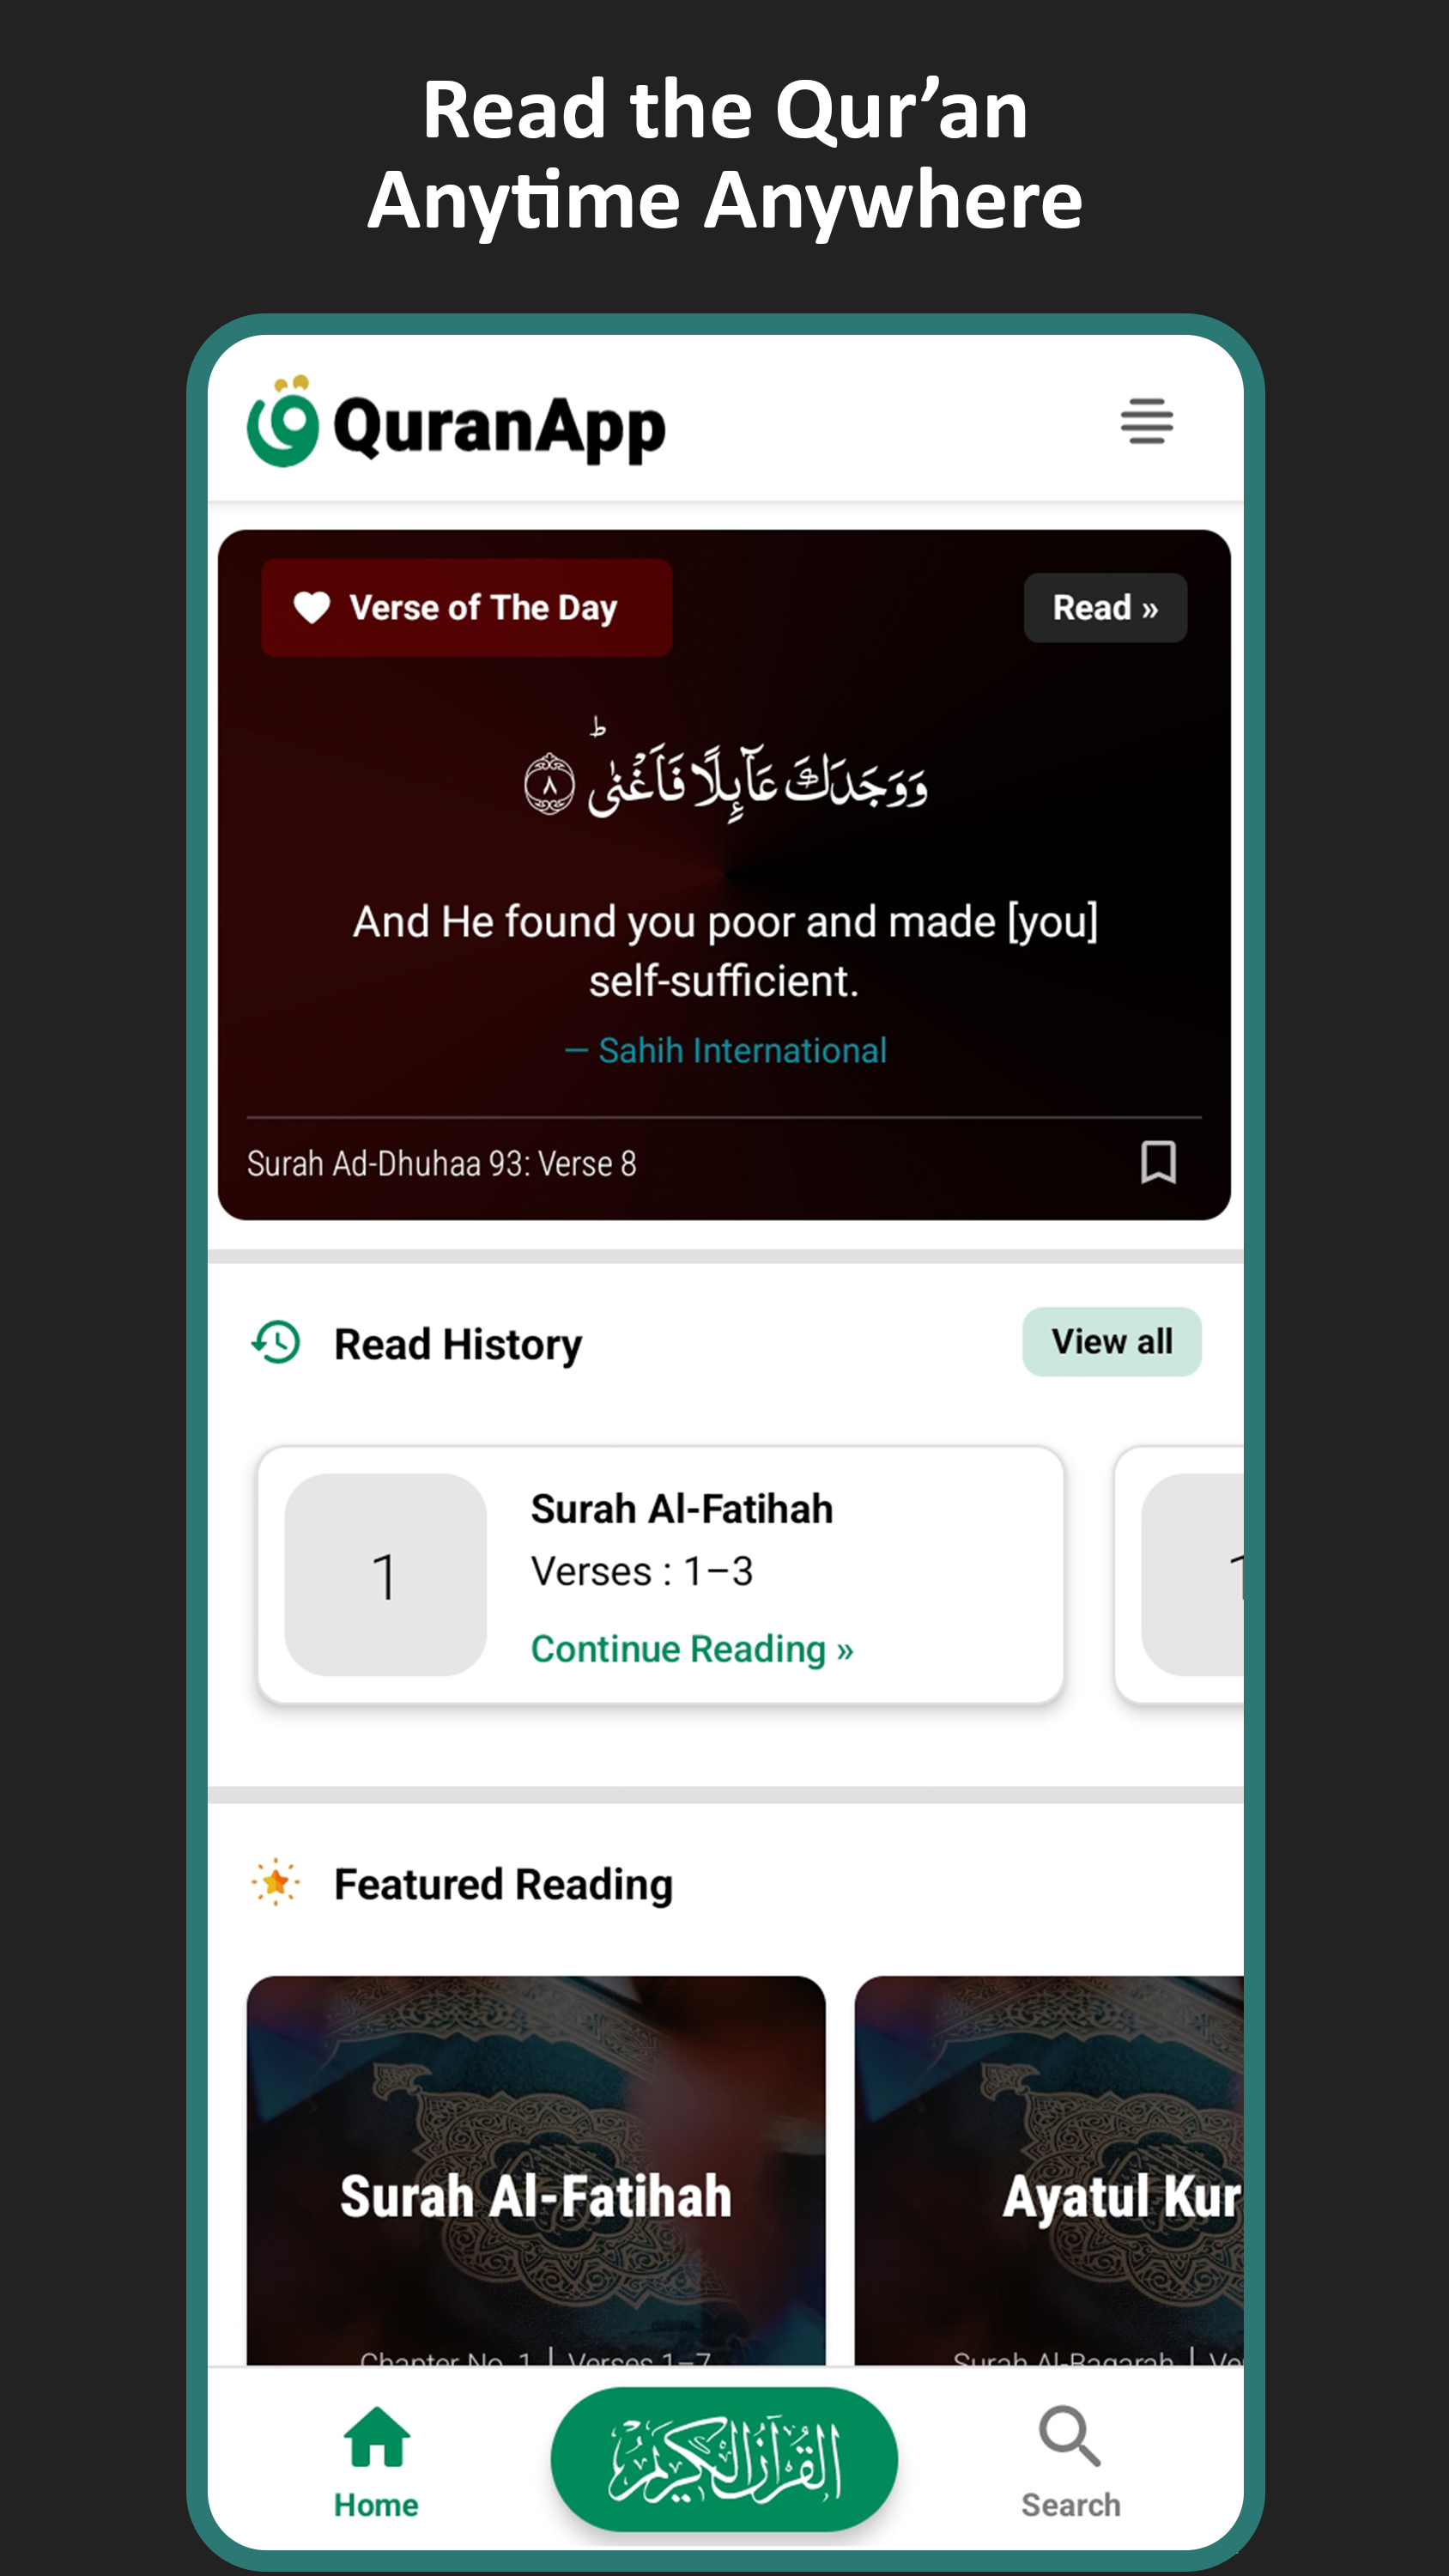 Read the Qur’an
Anytime Anywhere
QuranApp
Verse of The Day
Read »
وَوَجَدَكَ عَآٮِٕلًا فَاَغْنٰىؕ ۝٨
And He found you poor and made [you]
self-sufficient.
— Sahih International
Surah Ad-Dhuhaa 93: Verse 8
Read History
View all
1
Surah Al-Fatihah
Verses : 1–3
Continue Reading »
1
Featured Reading
Surah Al-Fatihah
Ayatul Kur
Chapter No. 1 | Verses 1–7
Surah Al-Baqarah | Ve
Home
القرآن الكريم
Search